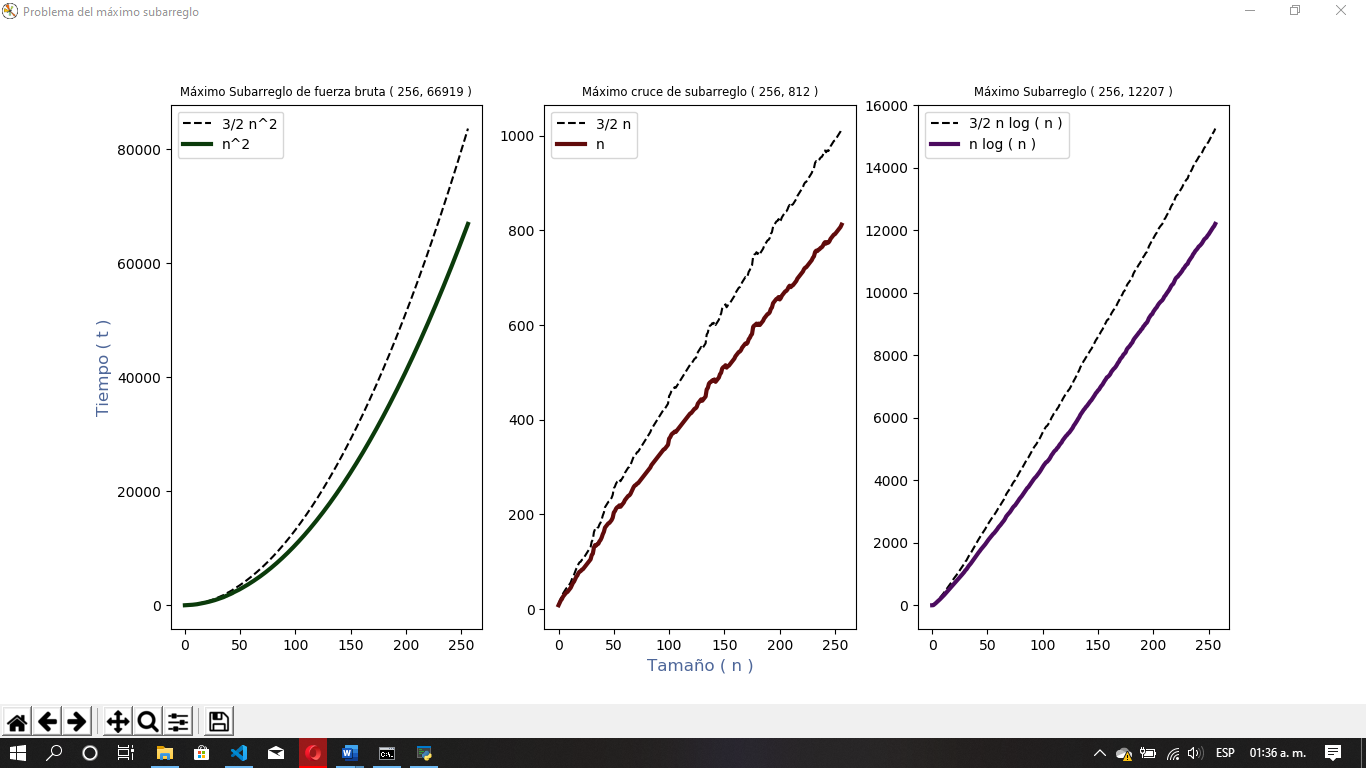 Problema del máximo subarreglo
Máximo Subarreglo de fuerza bruta ( 256, 66919 )
3/2 n^2
n^2
80000
60000
40000
20000
0
0 50 100 150 200 250
Tiempo ( t )
Máximo cruce de subarreglo ( 256, 812 )
3/2 n
n
1000
800
600
400
200
0
0 50 100 150 200 250
Tamaño ( n )
Máximo Subarreglo ( 256, 12207 )
3/2 n log ( n )
n log ( n )
16000
14000
12000
10000
8000
6000
4000
2000
0
0 50 100 150 200 250
ESP 01:36 a. m.